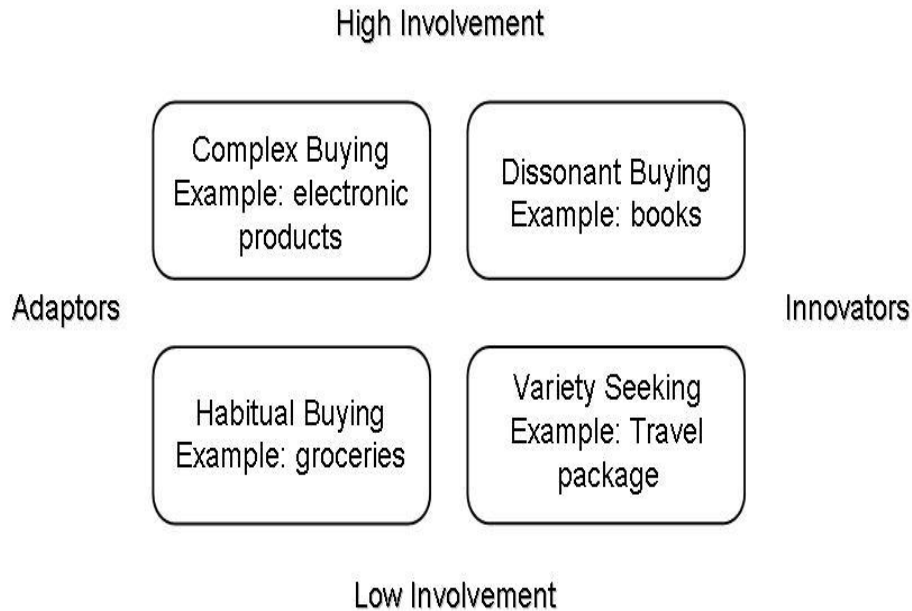 High Involvement
Complex Buying
Example: electronic
products
Dissonant Buying
Example: books
Adaptors
Innovators
Habitual Buying
Example: groceries
Variety Seeking
Example: Travel
package
Low Involvement